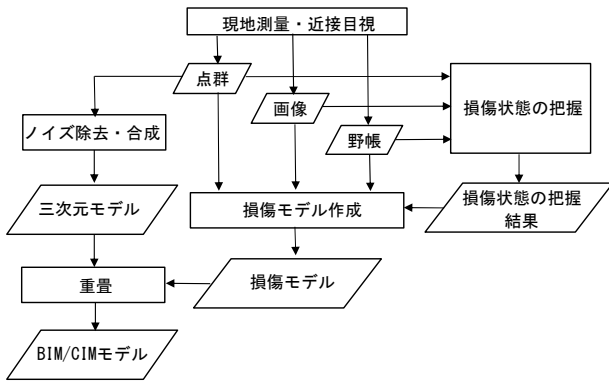 現地測量・近接目視
点群
画像
野帳
損傷状態の把握
ノイズ除去・合成
三次元モデル
損傷モデル作成
損傷状態の把握
結果
重畳
損傷モデル
BIM/CIMモデル